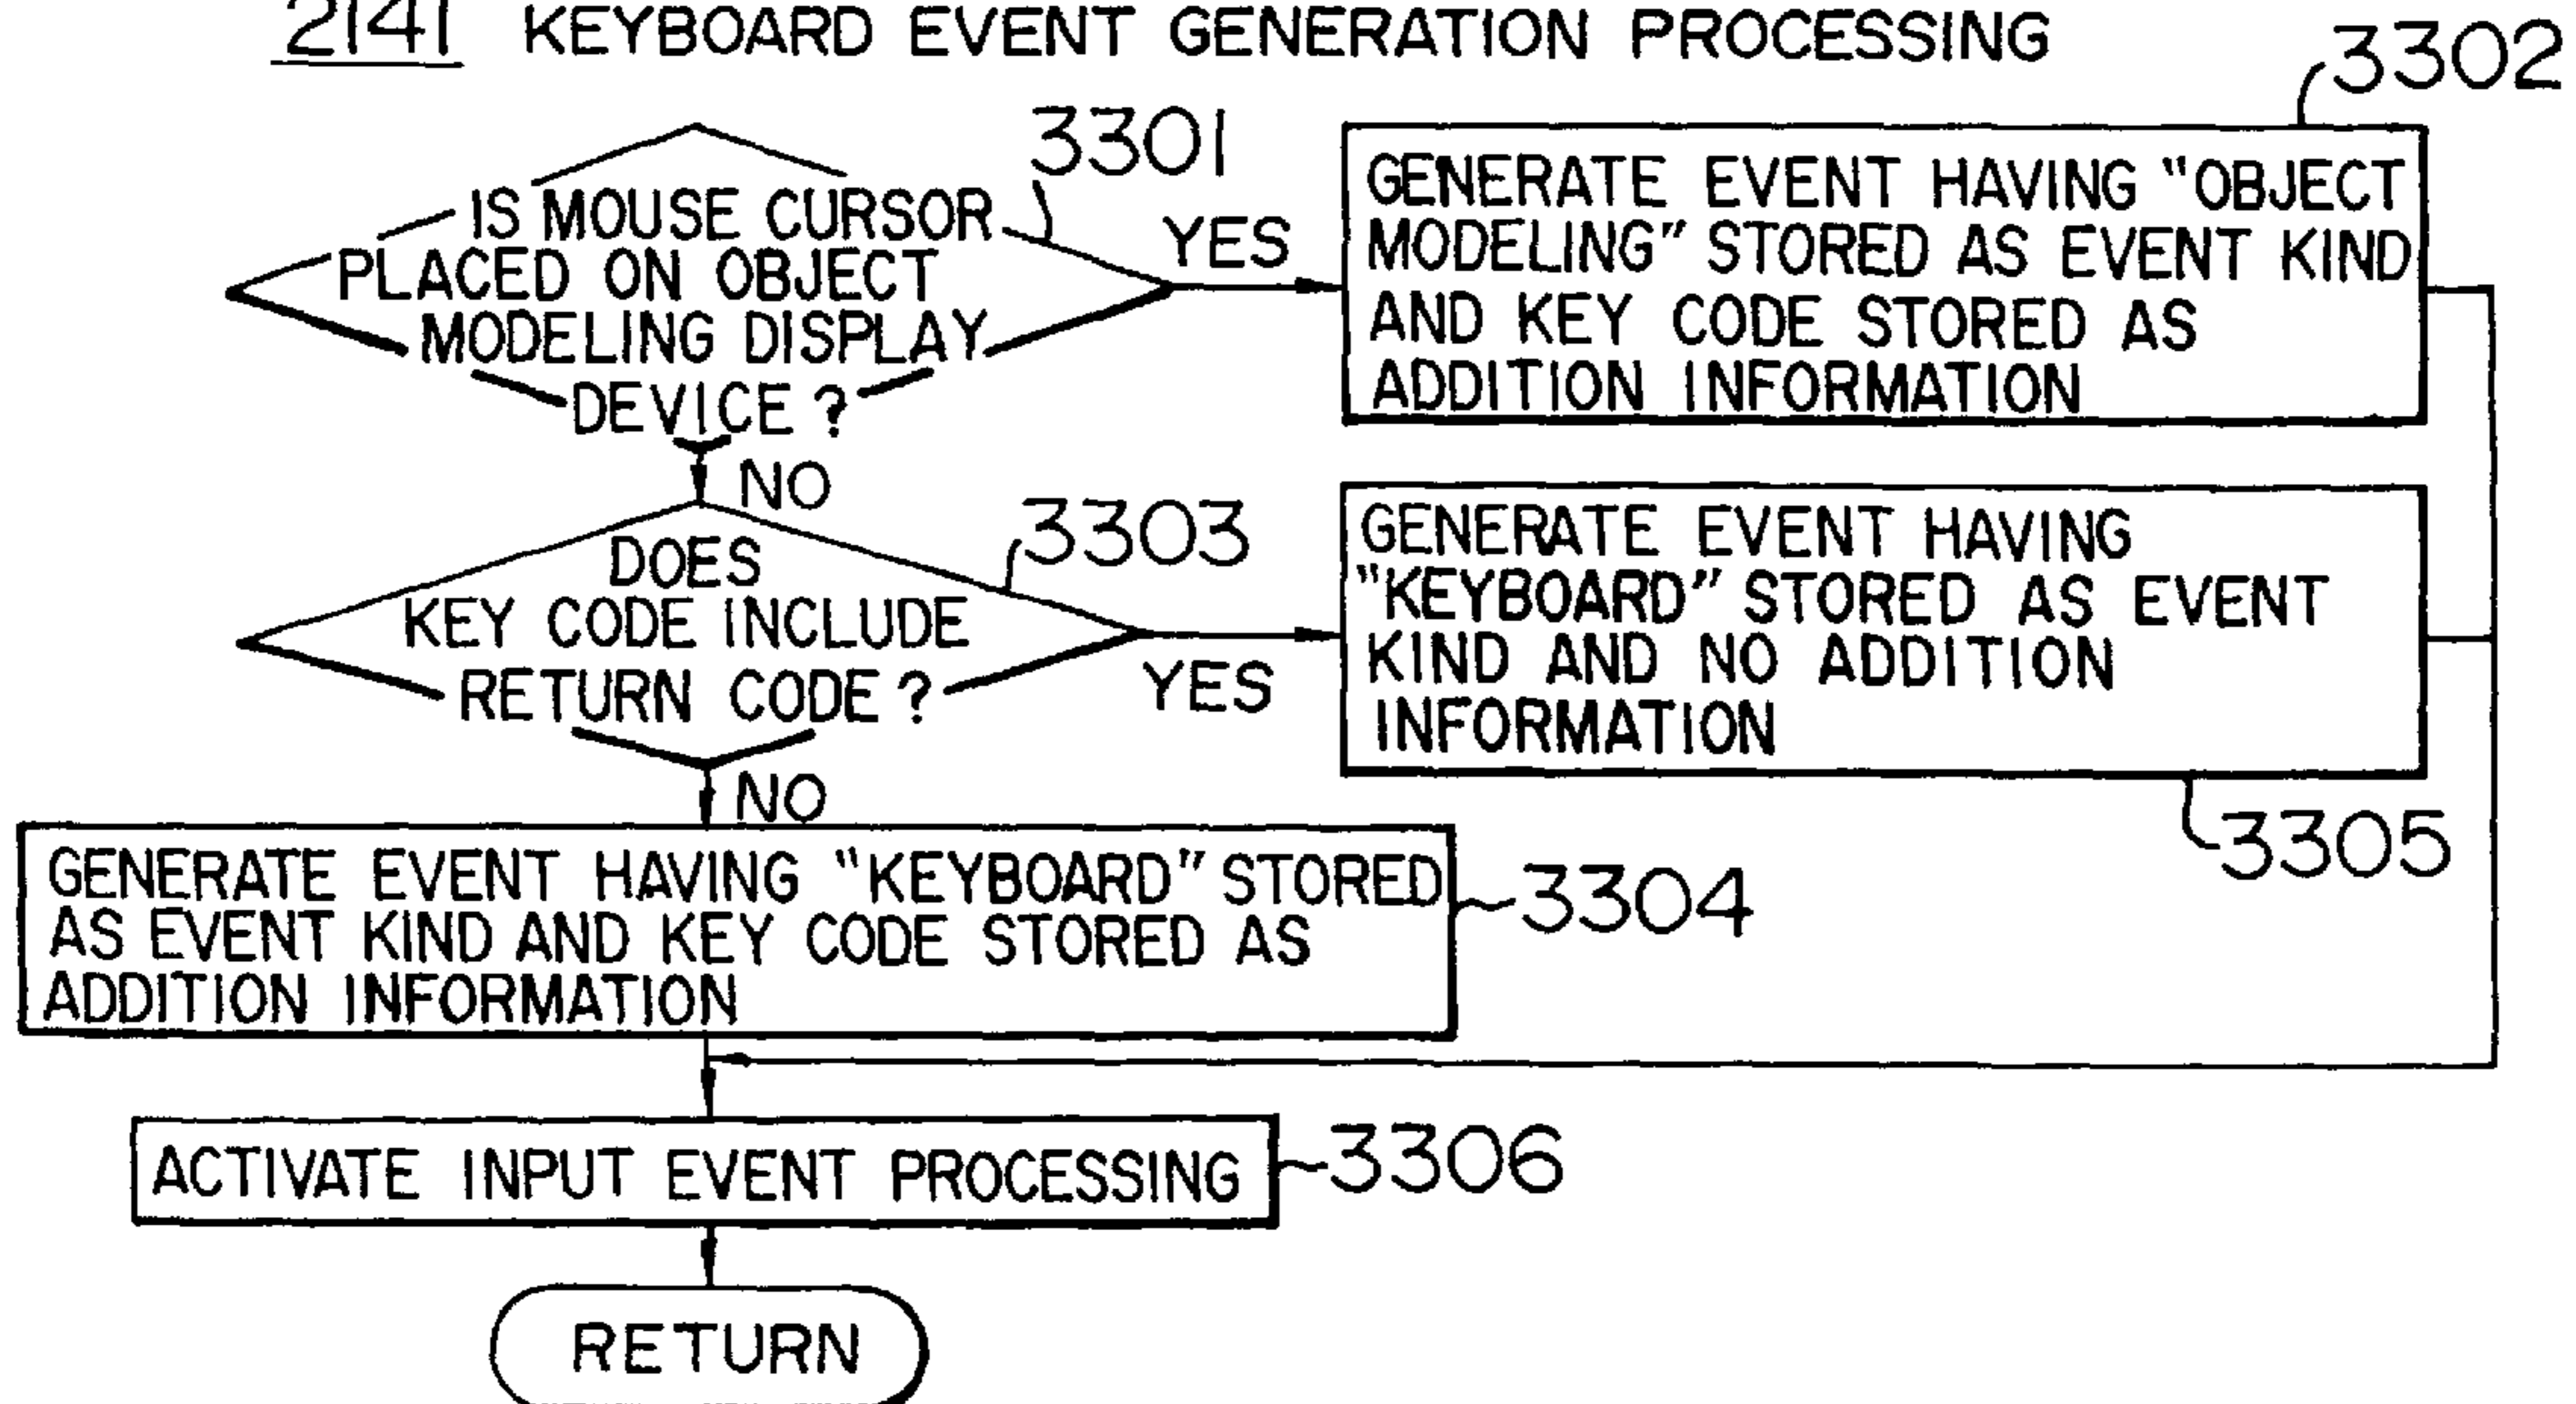 2141 KEYBOARD EVENT GENERATION PROCESSING
3302
3301
IS MOUSE CURSOR
PLACED ON OBJECT
MODELING DISPLAY
DEVICE ?
YES
GENERATE EVENT HAVING "OBJECT
MODELING" STORED AS EVENT KIND
AND KEY CODE STORED AS
ADDITION INFORMATION
NO
3303
DOES
KEY CODE INCLUDE
RETURN CODE ?
YES
GENERATE EVENT HAVING
"KEYBOARD" STORED AS EVENT
KIND AND NO ADDITION
INFORMATION
3305
NO
GENERATE EVENT HAVING "KEYBOARD" STORED
AS EVENT KIND AND KEY CODE STORED AS
ADDITION INFORMATION
3304
ACTIVATE INPUT EVENT PROCESSING
3306
RETURN